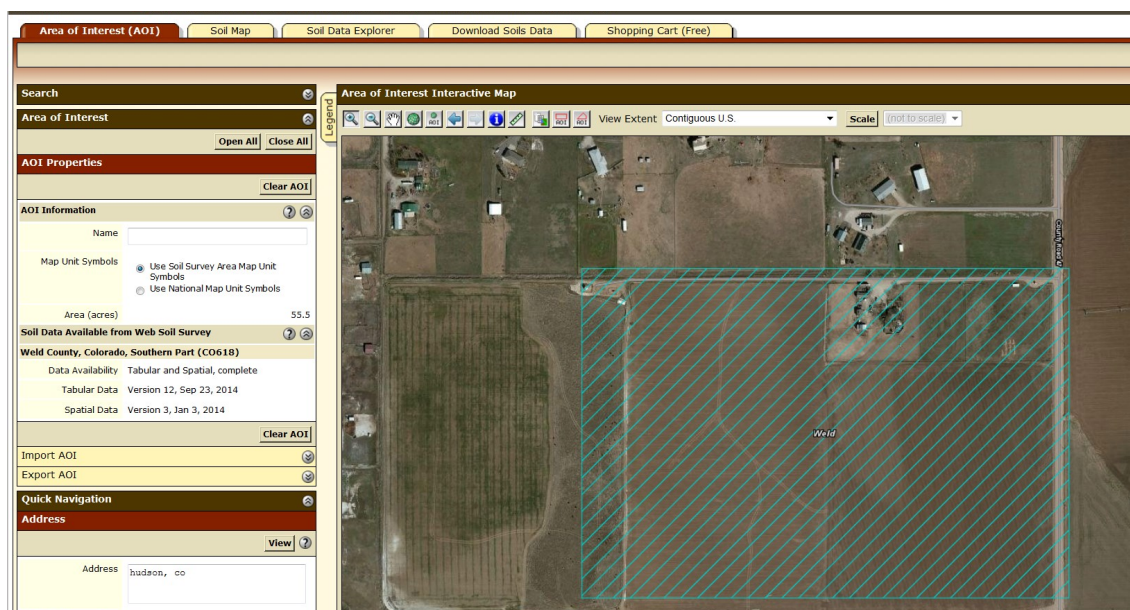 Area of Interest (AOI)
Soil Map
Soil Data Explorer
Download Soils Data
Shopping Cart (Free)
Search
Area of Interest
Open All
Close All
AOI Properties
Clear AOI
AOI Information
Name
Map Unit Symbols
Use Soil Survey Area Map Unit
Symbols
Use National Map Unit Symbols
Area (acres)
55.5
Soil Data Available from Web Soil Survey
Weld County, Colorado, Southern Part (CO618)
Data Availability
Tabular and Spatial, complete
Tabular Data
Version 12, Sep 23, 2014
Spatial Data
Version 3, Jan 3, 2014
Clear AOI
Import AOI
Export AOI
Quick Navigation
Address
View
Address
hudson, co
Legend
Area of Interest Interactive Map
AOI
AOI
AOI
View Extent
Contiguous U.S.
Scale
(not to scale)
County Road
Weld